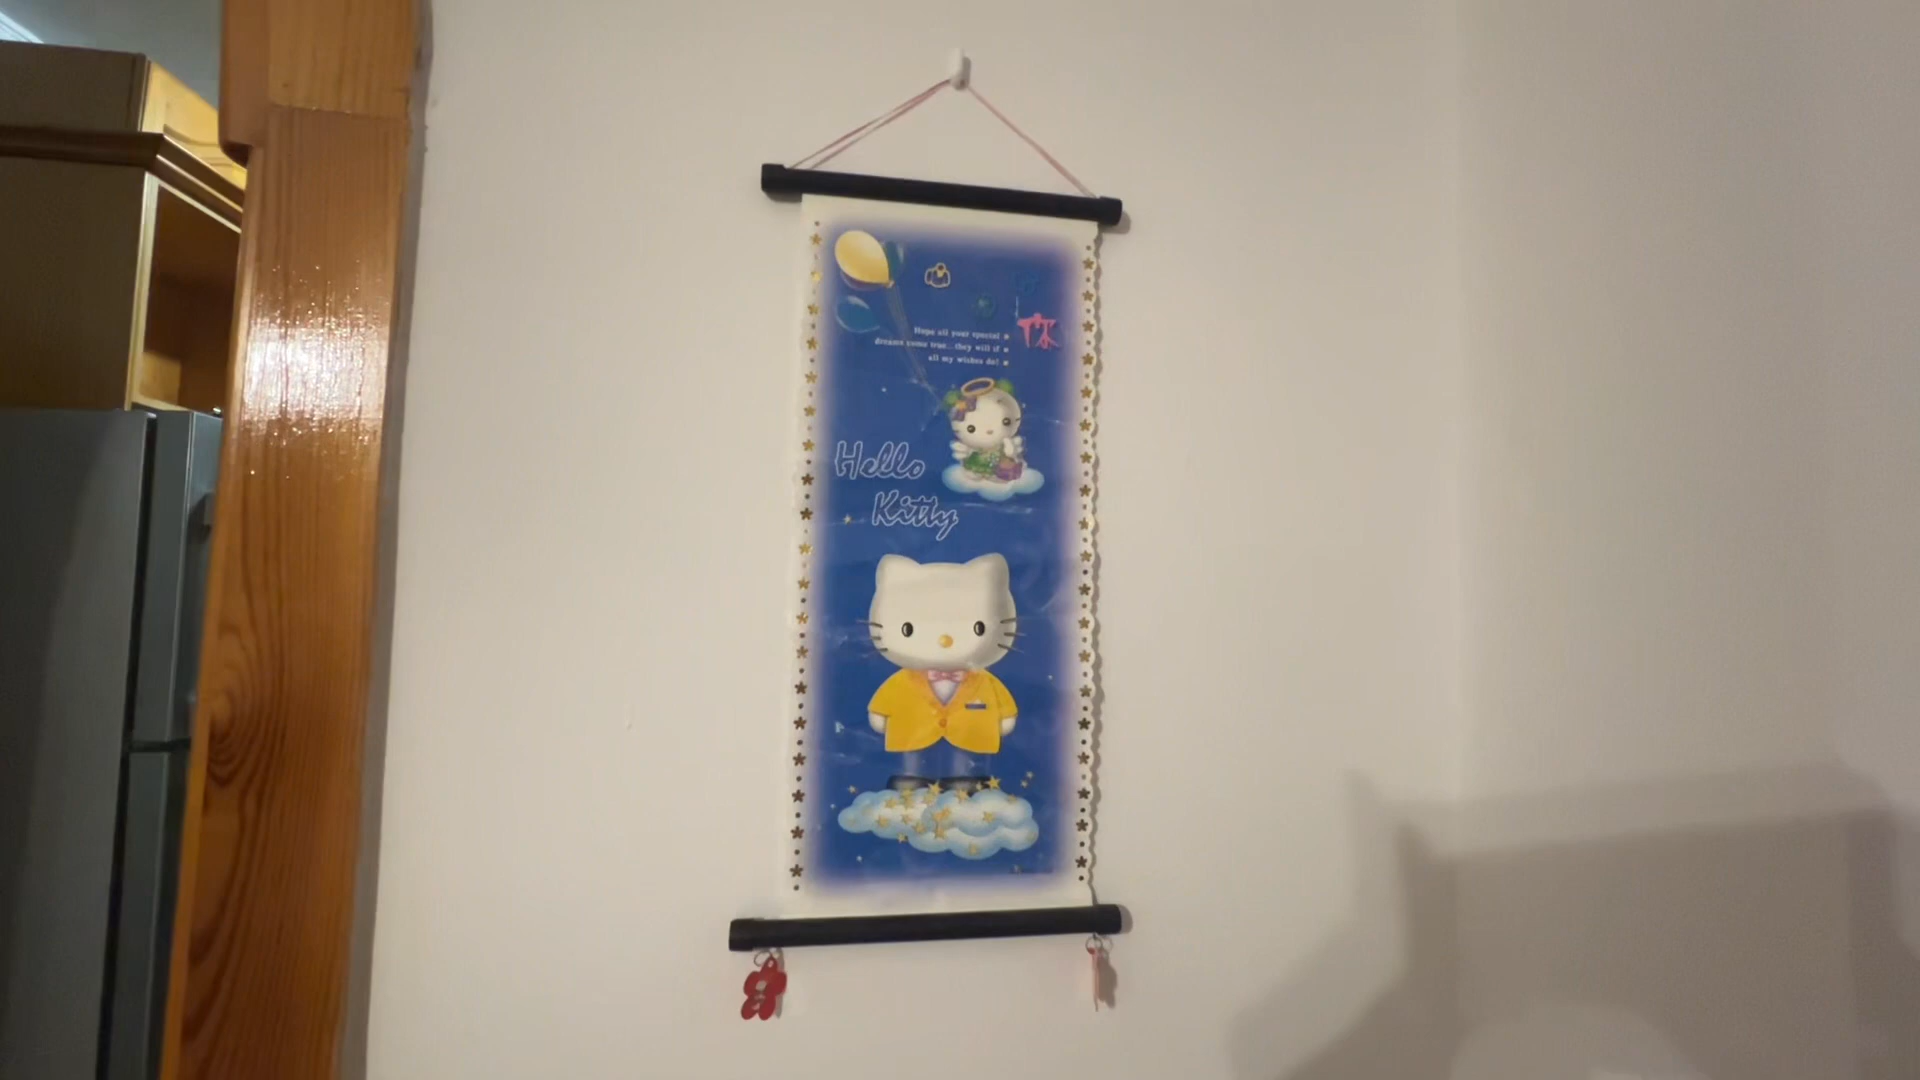 Hope all your special
dreams come true...they will if
all my wishes do!
Hello
Kitty